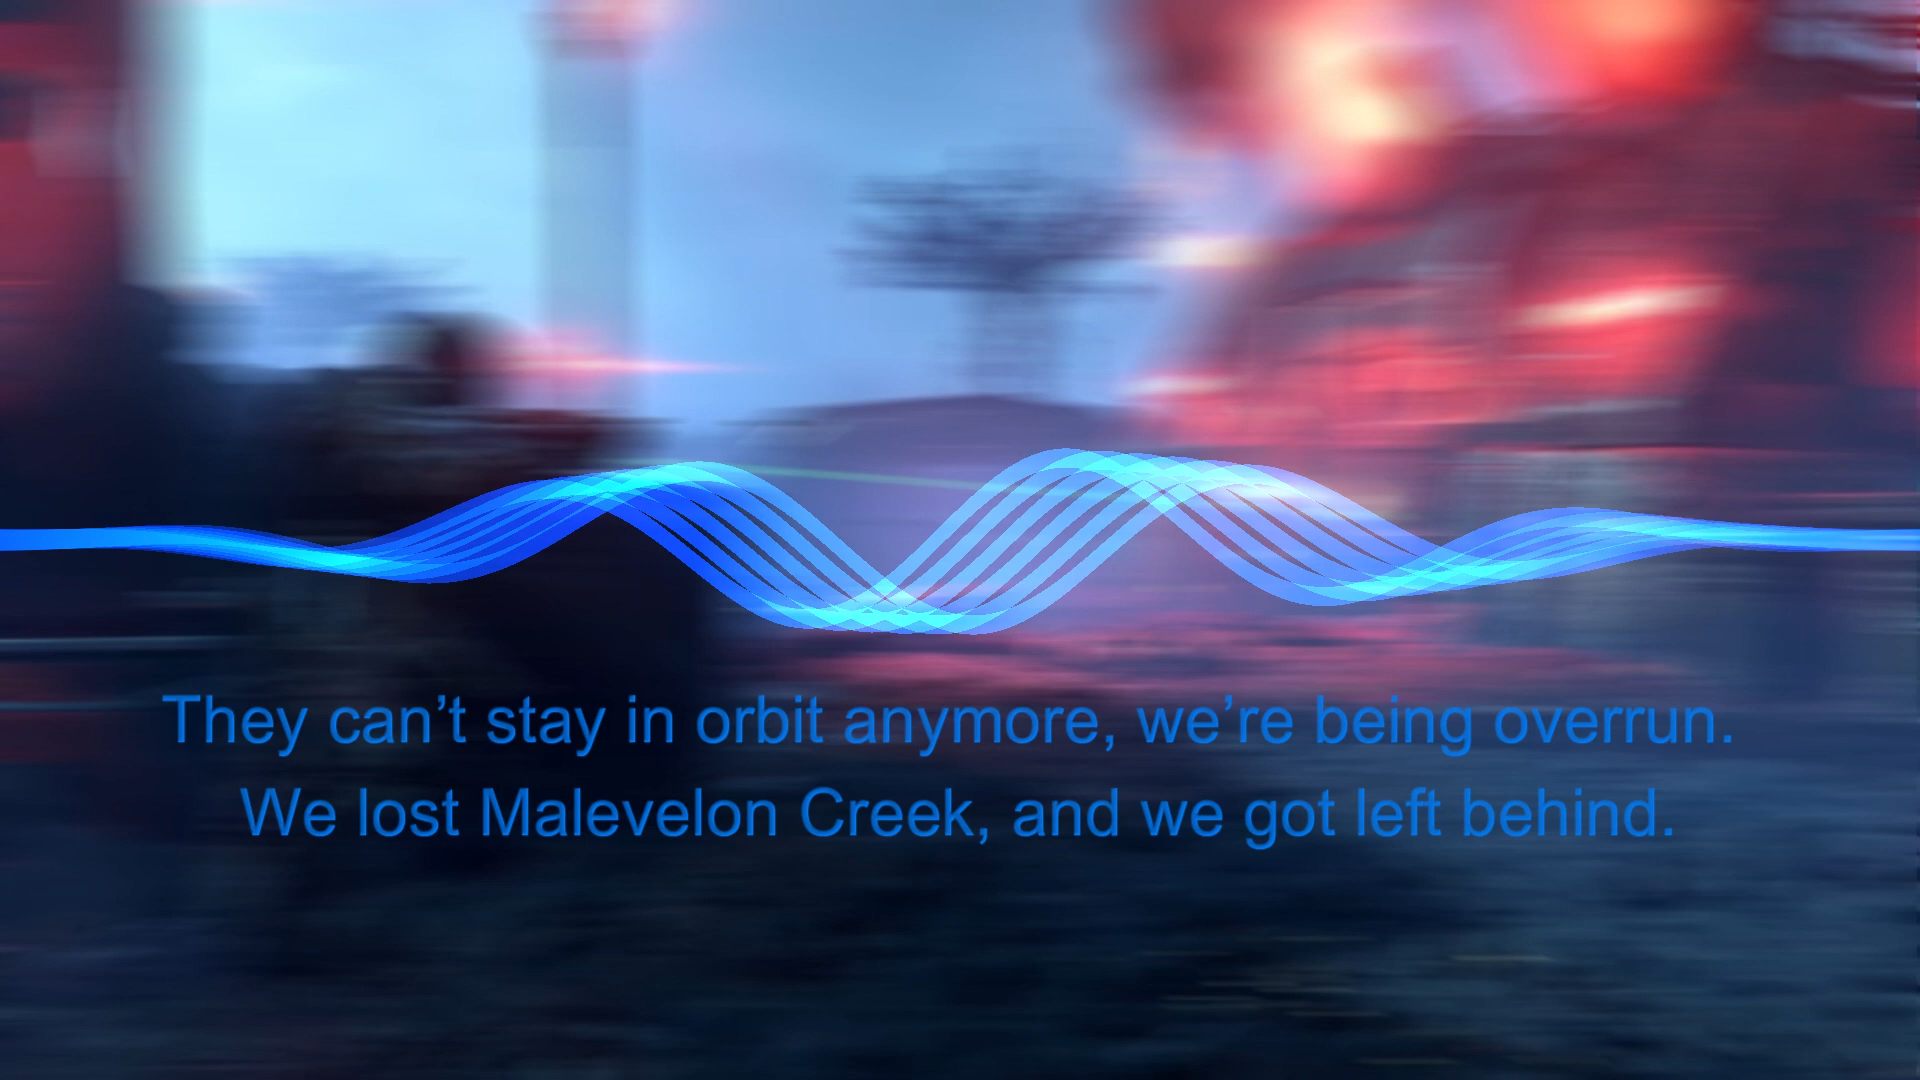 They can’t stay in orbit anymore, we’re being overrun.
We lost Malevelon Creek, and we got left behind.